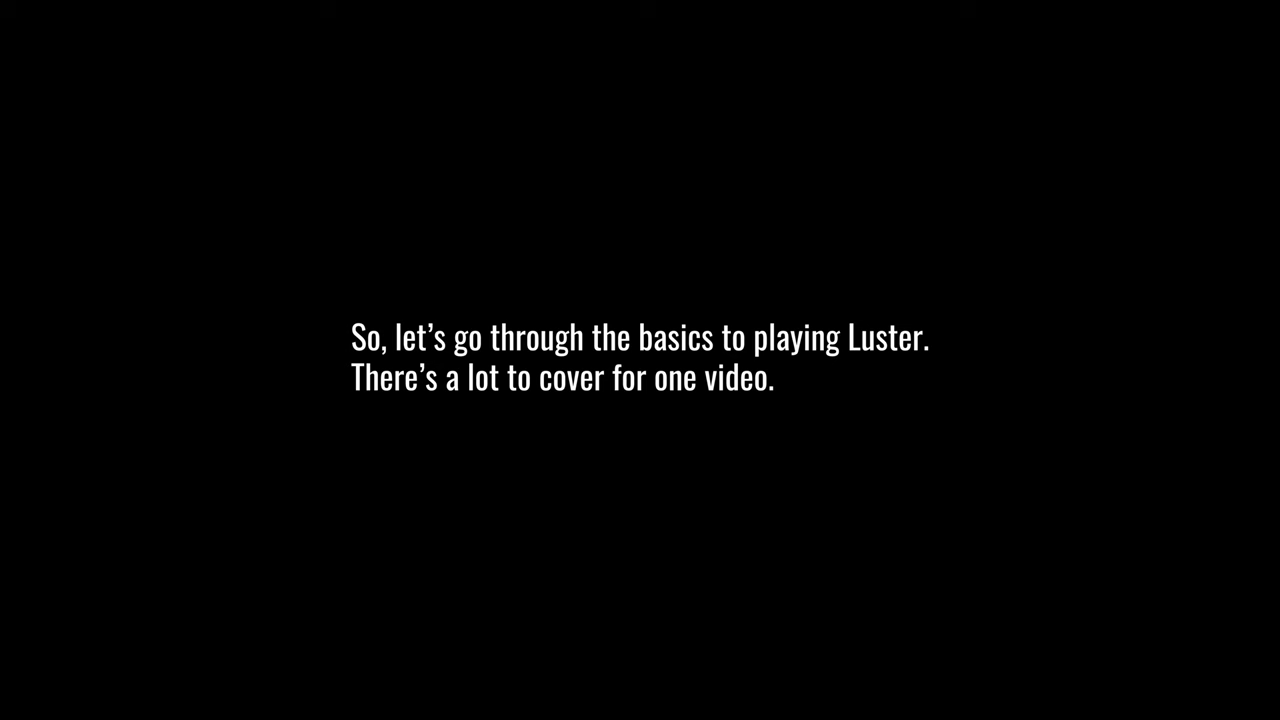 So, let’s go through the basics to playing Luster.
There’s a lot to cover for one video.